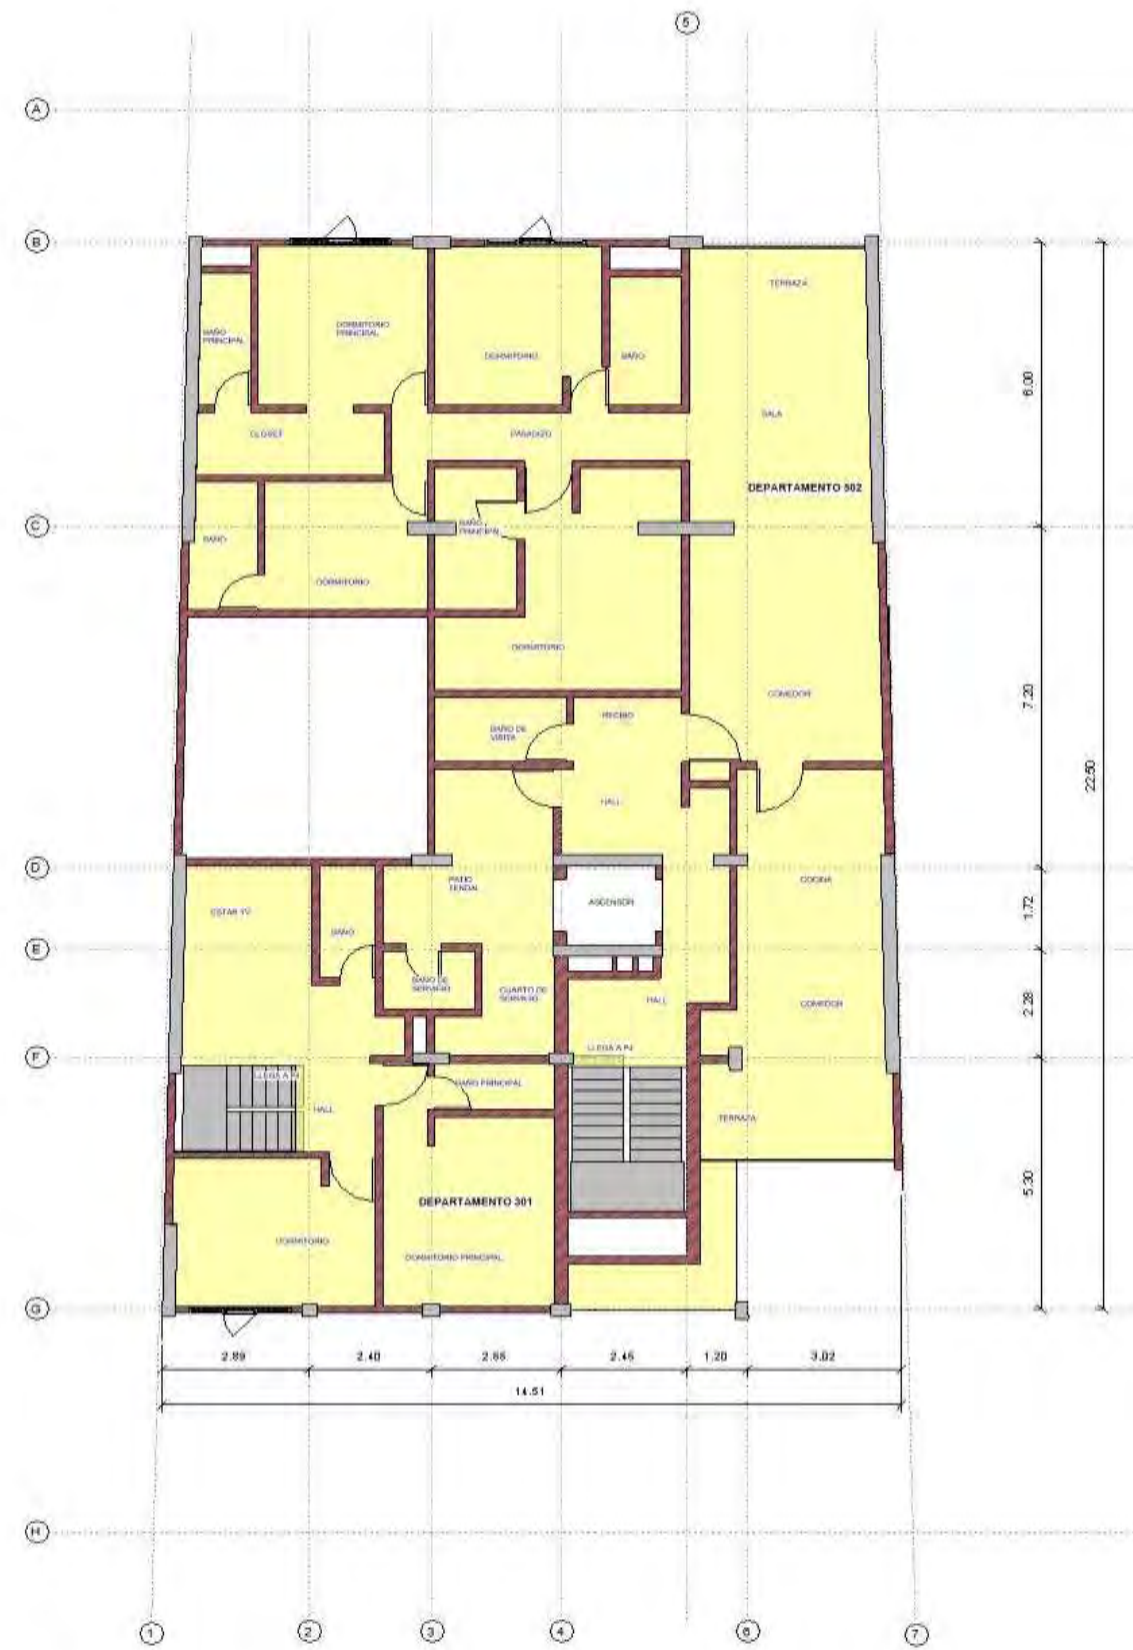 5
A
B
TERRAZA
DORMITORIO
PRINCIPAL
BAÑO
PRINCIPAL
DORMITORIO
BAÑO
6.00
SALA
CLOSET
PASADIZO
DEPARTAMENTO 502
C
BAÑO
PRINCIPAL
BAÑO
DORMITORIO
DORMITORIO
COMEDOR
7.20
RECIBO
BAÑO DE
VISITA
22.50
HALL
D
PATIO
TENDAL
COCINA
ASCENSOR
ESTAR TV
1.72
BAÑO
E
BAÑO DE
SERVICIO
CUARTO DE
SERVICIO
HALL
COMEDOR
2.28
LLEGA A P4
F
LLEGA A P4
BAÑO PRINCIPAL
HALL
TERRAZA
DEPARTAMENTO 301
5.30
DORMITORIO
DORMITORIO PRINCIPAL
G
2.89
2.40
2.45
1.20
3.02
14.51
H
1
2
3
4
6
7